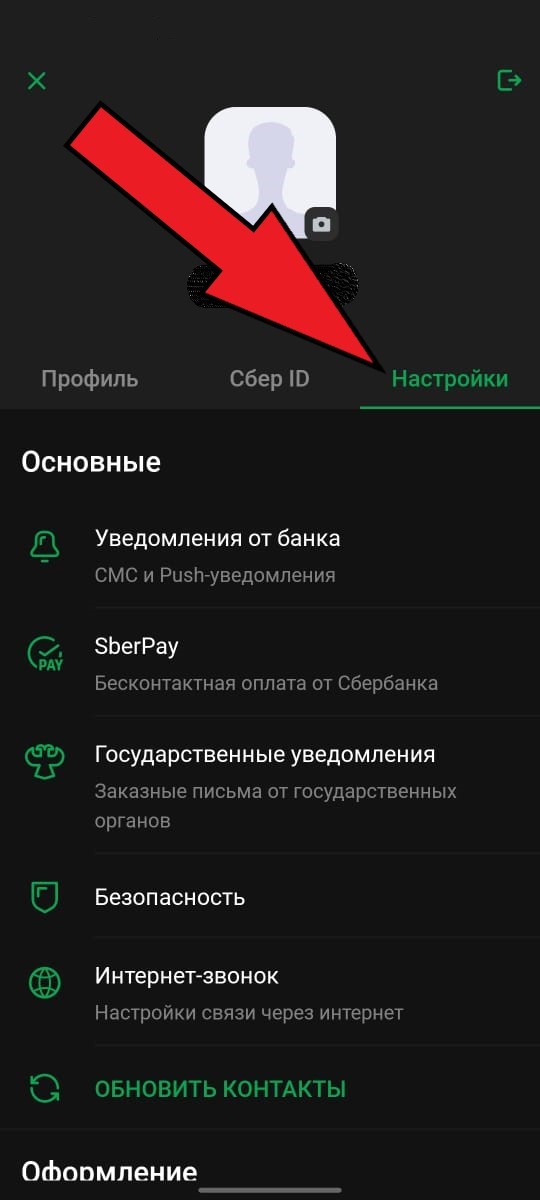 Профиль
Сбер ID
Настройки
Основные
Уведомления от банка
СМС и Push-уведомления
SberPay
PAY
Бесконтактная оплата от Сбербанка
Государственные уведомления
Заказные письма от государственных
органов
Безопасность
Интернет-звонок
Настройки связи через интернет
ОБНОВИТЬ КОНТАКТЫ
Оформление